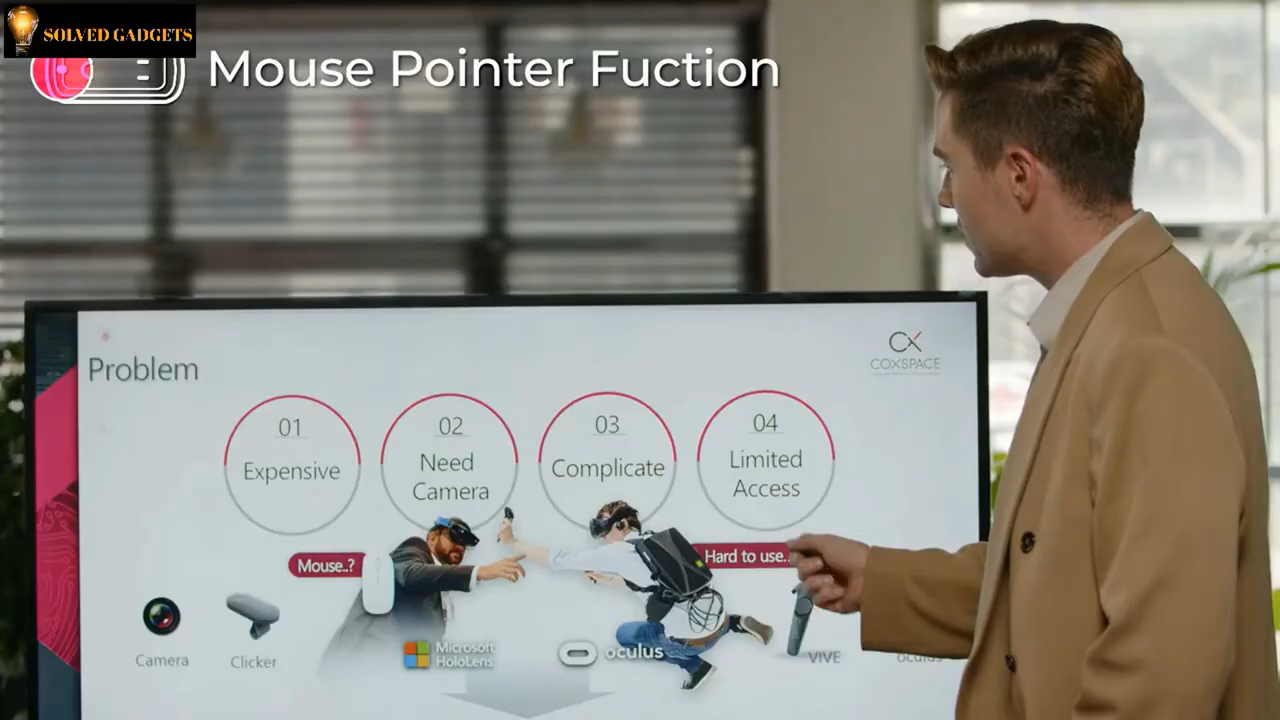 SOLVED GADGETS
Mouse Pointer Fuction
Problem
COXSPACE
01
Expensive
02
Need
Camera
03
Complicate
04
Limited
Access
Mouse..?
Hard to use..
Camera
Clicker
Microsoft
HoloLens
oculus
VIVE
oculus